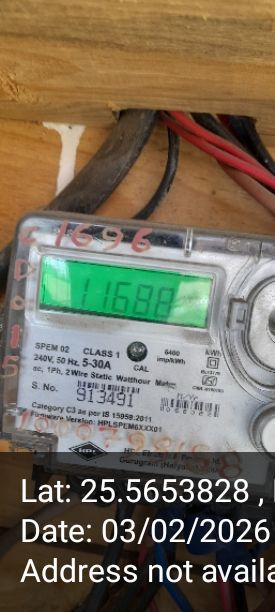 C 1696
11688
SPEM 02 CLASS 1
6400
imp/kWh
kWh
240V, 50 Hz, 5-30A
CAL
ac, 1Ph, 2 Wire Static Watthour Meter
S. No.
913491
Category C3 as per IS 15959:2011
Firmware Version: HPLSPEM6XXX01
HPL
Gurugram
Lat: 25.5653828 ,
Date: 03/02/2026
Address not availa